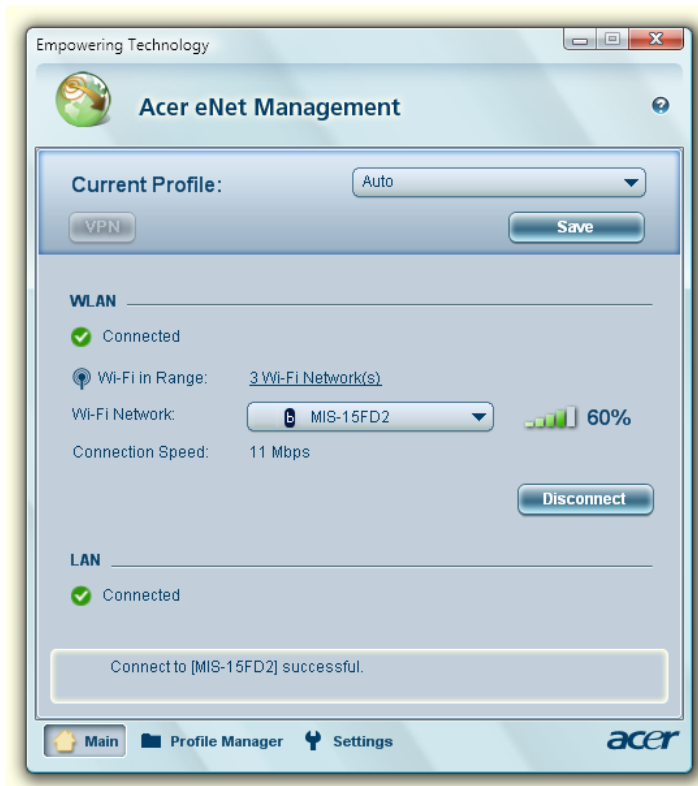 Empowering Technology
Acer eNet Management
Current Profile: Auto
VPN Save
WLAN
Connected
Wi-Fi in Range: 3 Wi-Fi Network(s)
Wi-Fi Network: b MIS-15FD2 60%
Connection Speed: 11 Mbps
Disconnect
LAN
Connected
Connect to [MIS-15FD2] successful.
Main Profile Manager Settings acer